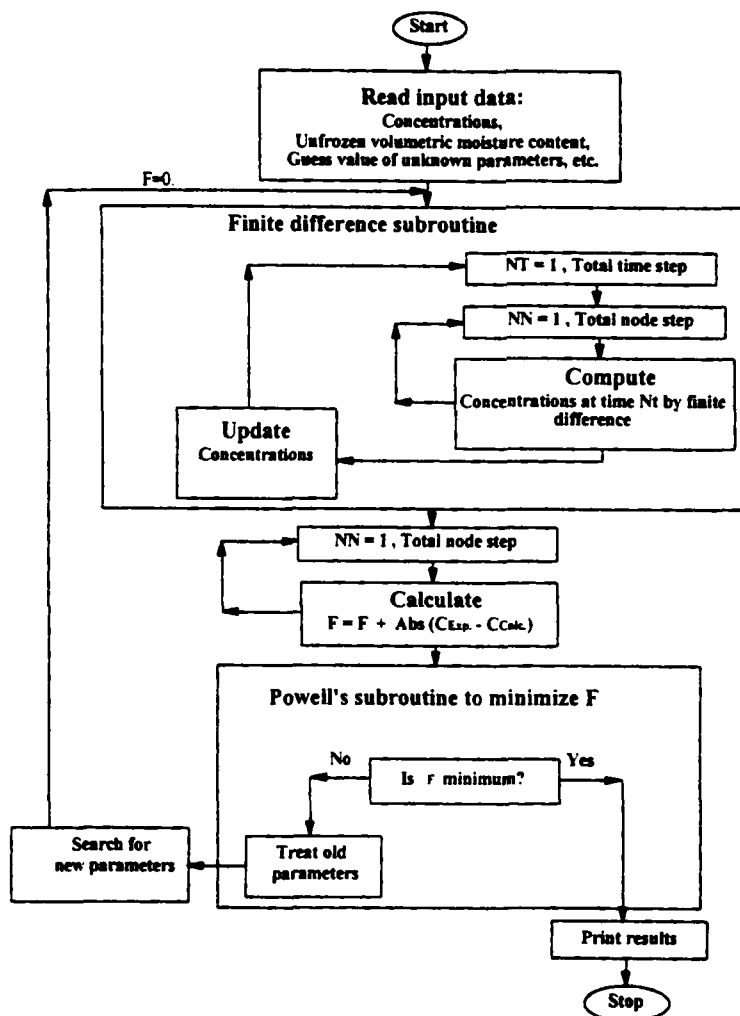 Start
Read input data:
Concentrations,
Unfrozen volumetric moisture content,
Guess value of unknown parameters, etc.
F=0.
Finite difference subroutine
NT = 1 , Total time step
NN = 1 , Total node step
Compute
Concentrations at time Nt by finite
difference
Update
Concentrations
NN = 1 , Total node step
Calculate
F = F + Abs (CExp. - CCalc.)
Powell's subroutine to minimize F
No
Yes
Is F minimum?
Search for
new parameters
Treat old
parameters
Print results
Stop